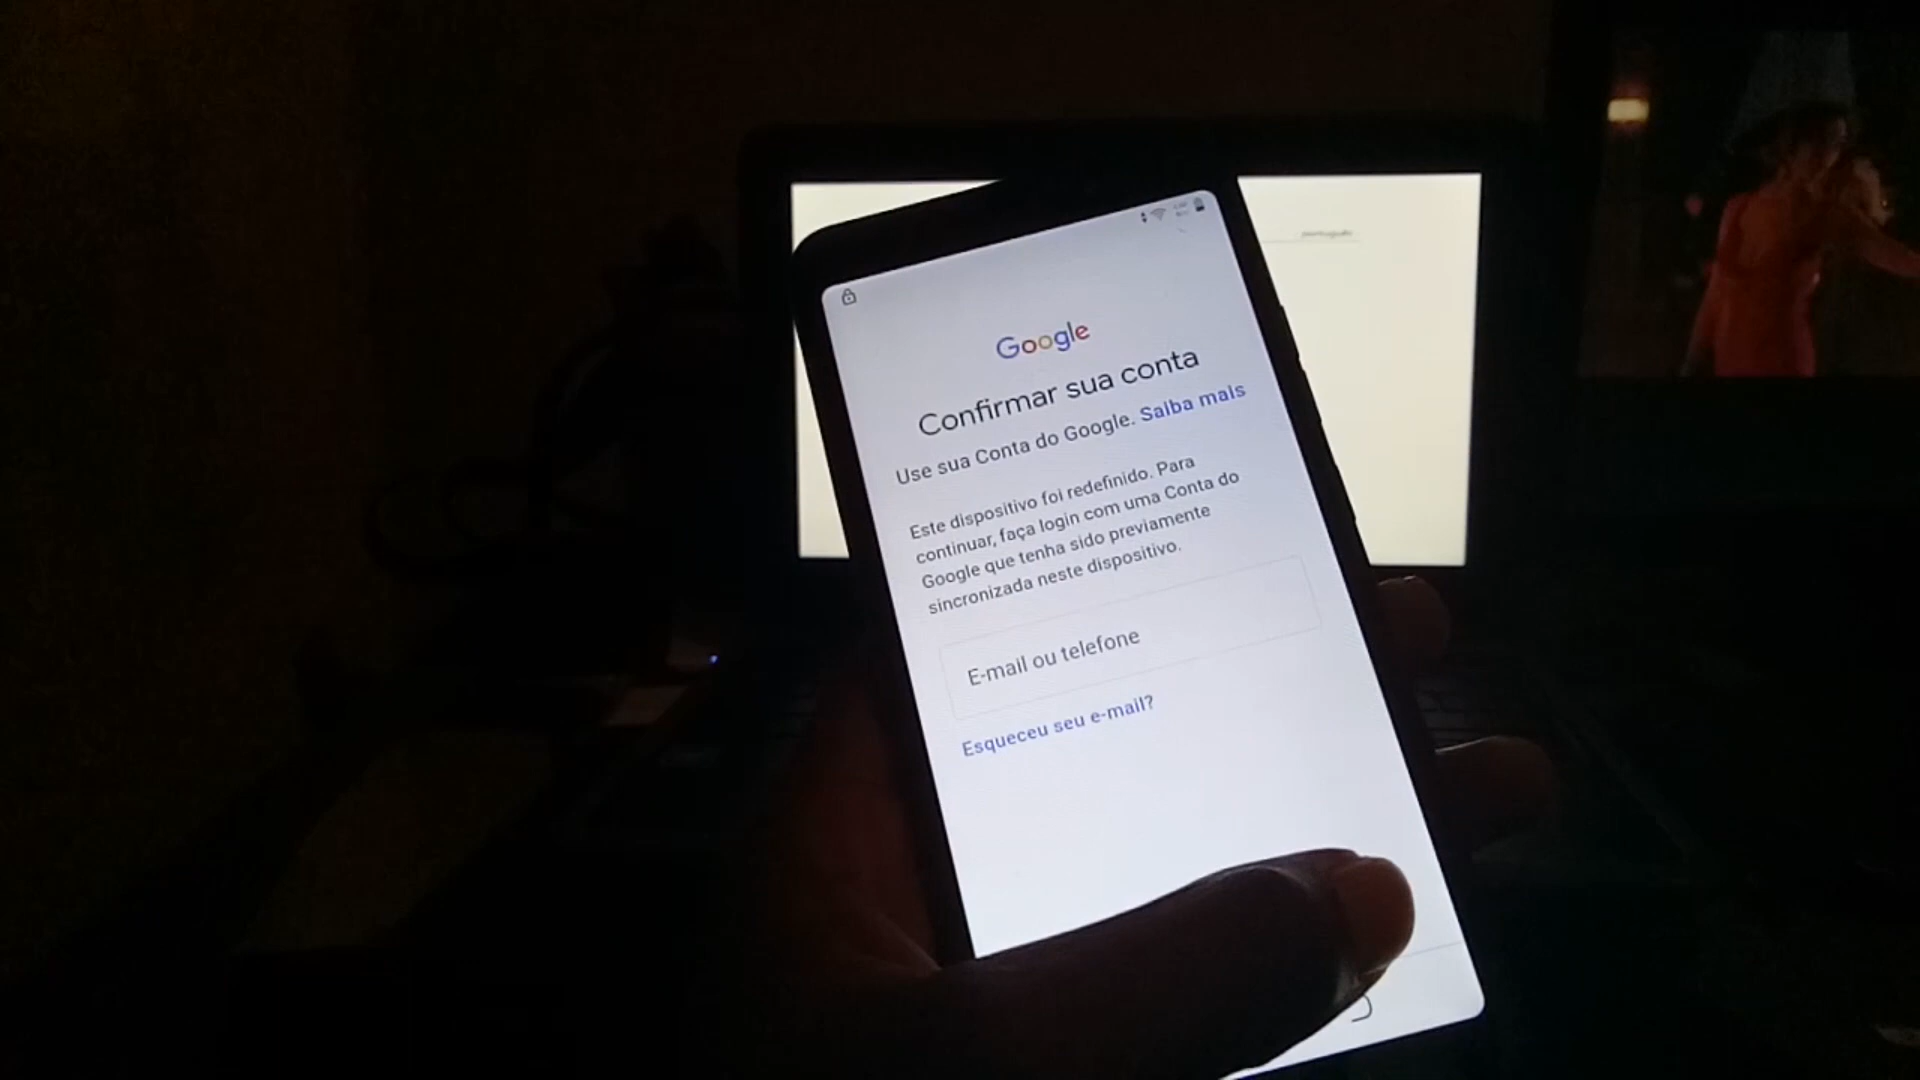 Google
Confirmar sua conta
Use sua Conta do Google. Saiba mais
Este dispositivo foi redefinido. Para
continuar, faça login com uma Conta do
Google que tenha sido previamente
sincronizada neste dispositivo.
E-mail ou telefone
Esqueceu seu e-mail?